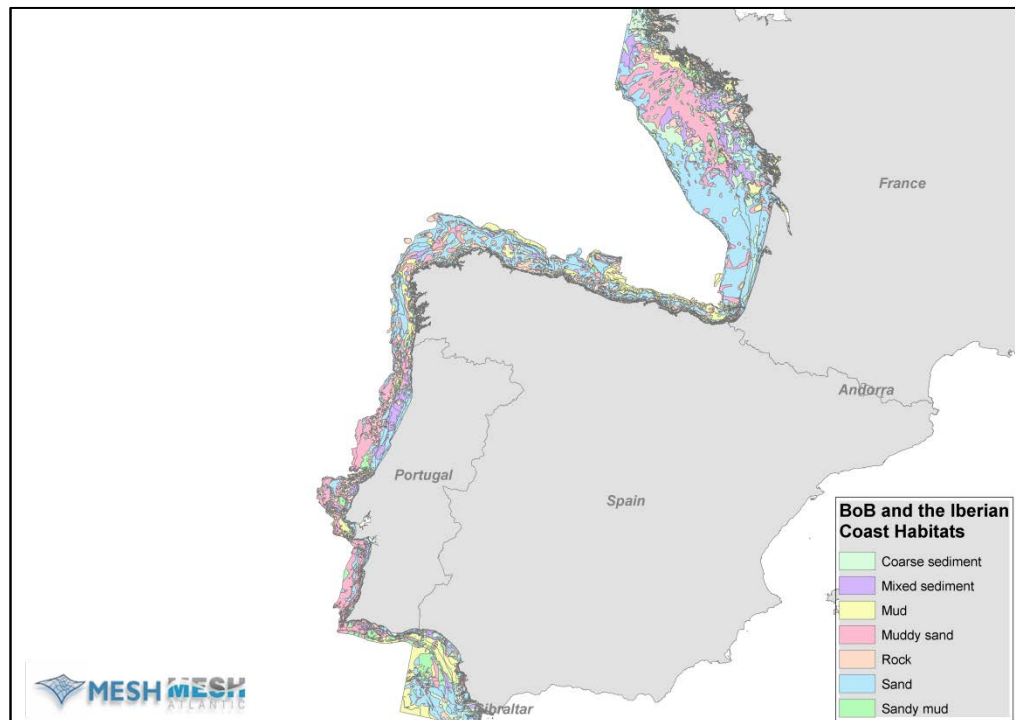 France
Andorra
Portugal
Spain
Gibraltar
BoB and the Iberian
Coast Habitats
Coarse sediment
Mixed sediment
Mud
Muddy sand
Rock
Sand
Sandy mud
MESH MESH
ATLANTIC